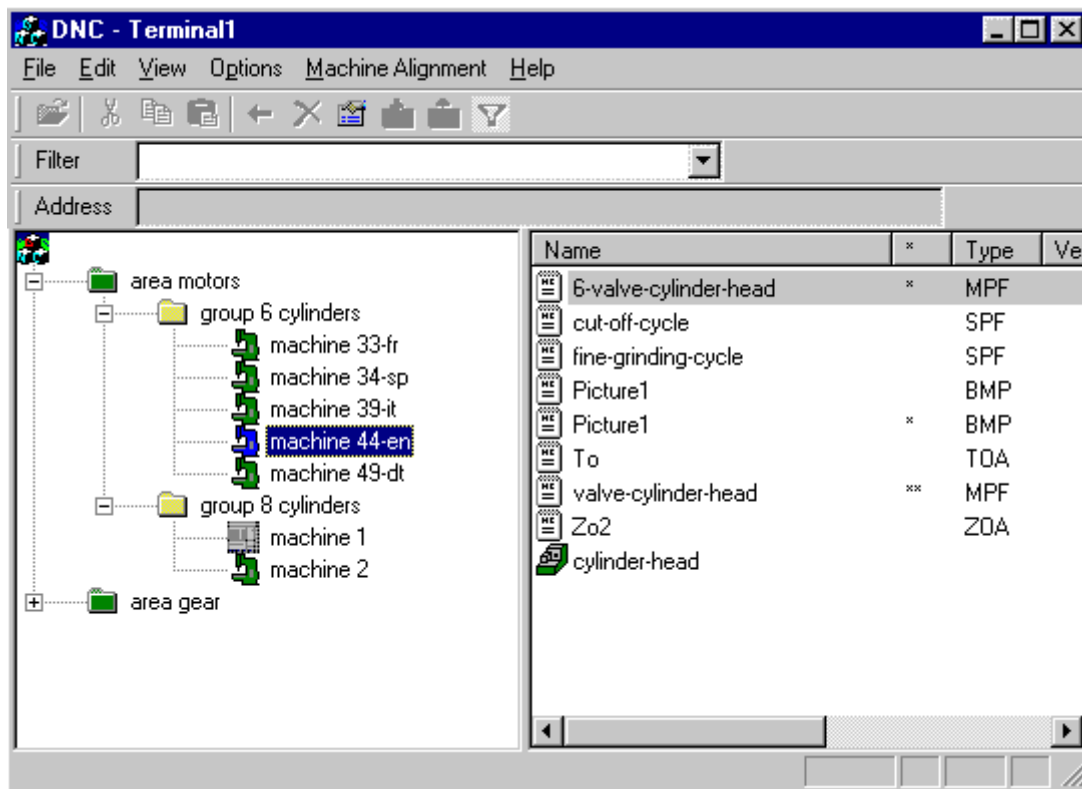 DNC - Terminal1
File Edit View Options Machine Alignment Help
Filter
Address
area motors
group 6 cylinders
machine 33-fr
machine 34-sp
machine 39-it
machine 44-en
machine 49-dt
group 8 cylinders
machine 1
machine 2
area gear
Name * Type Ve
6-valve-cylinder-head * MPF
cut-off-cycle SPF
fine-grinding-cycle SPF
Picture1 BMP
Picture1 * BMP
To TOA
valve-cylinder-head ** MPF
Zo2 ZOA
cylinder-head